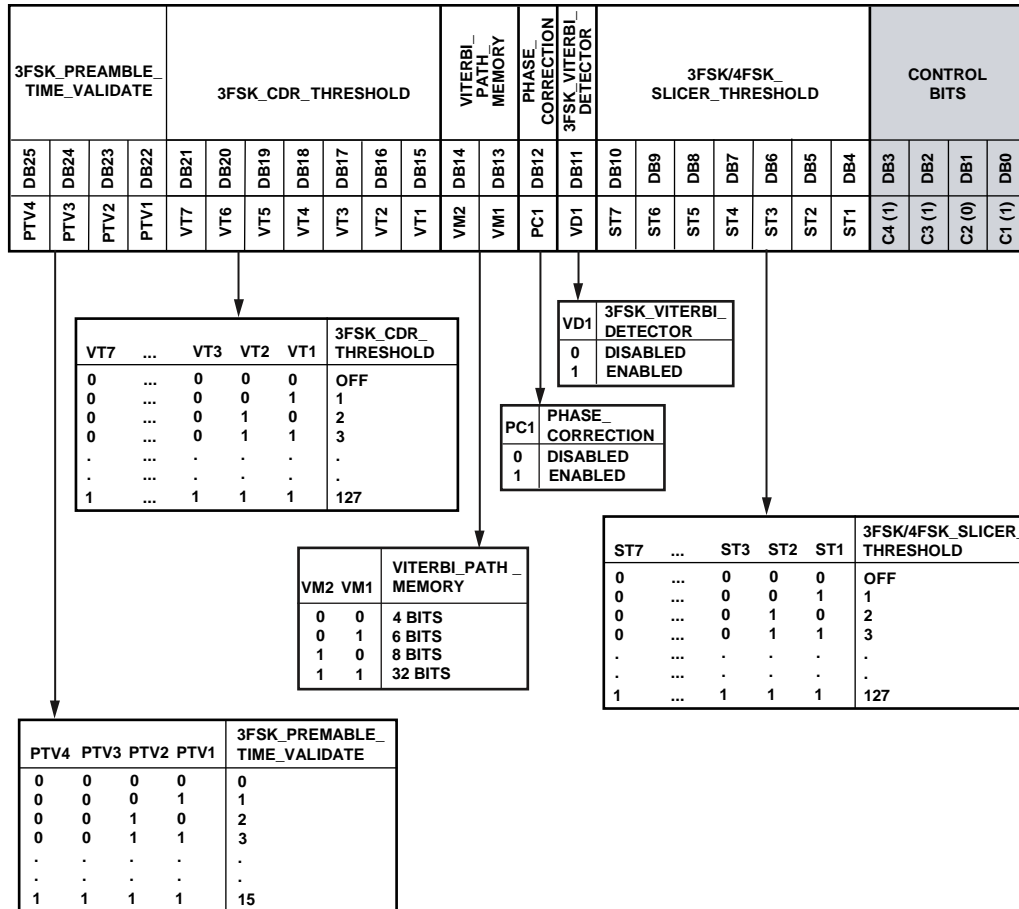 3FSK_PREAMBLE_
TIME_VALIDATE
3FSK_CDR_THRESHOLD
VITERBI_
PATH_
MEMORY
PHASE_
CORRECTION
3FSK_VITERBI_
DETECTOR
3FSK/4FSK_
SLICER_THRESHOLD
CONTROL
BITS
DB25 DB24 DB23 DB22 DB21 DB20 DB19 DB18 DB17 DB16 DB15 DB14 DB13 DB12 DB11 DB10 DB9 DB8 DB7 DB6 DB5 DB4 DB3 DB2 DB1 DB0
PTV4 PTV3 PTV2 PTV1 VT7 VT6 VT5 VT4 VT3 VT2 VT1 VM2 VM1 PC1 VD1 ST7 ST6 ST5 ST4 ST3 ST2 ST1 C4 (1) C3 (1) C2 (0) C1 (1)
VD1 3FSK_VITERBI_
DETECTOR
0 DISABLED
1 ENABLED
VT7 ... VT3 VT2 VT1 3FSK_CDR_
THRESHOLD
0 ... 0 0 0 OFF
0 ... 0 0 1 1
0 ... 0 1 0 2
0 ... 0 1 1 3
. ... . . . .
. ... . . . .
1 ... 1 1 1 127
PC1 PHASE_
CORRECTION
0 DISABLED
1 ENABLED
ST7 ... ST3 ST2 ST1 3FSK/4FSK_SLICER_
THRESHOLD
0 ... 0 0 0 OFF
0 ... 0 0 1 1
0 ... 0 1 0 2
0 ... 0 1 1 3
. ... . . . .
. ... . . . .
1 ... 1 1 1 127
VM2 VM1 VITERBI_PATH _
MEMORY
0 0 4 BITS
0 1 6 BITS
1 0 8 BITS
1 1 32 BITS
PTV4 PTV3 PTV2 PTV1 3FSK_PREMABLE_
TIME_VALIDATE
0 0 0 0 0
0 0 0 1 1
0 0 1 0 2
0 0 1 1 3
. . . . .
. . . . .
1 1 1 1 15